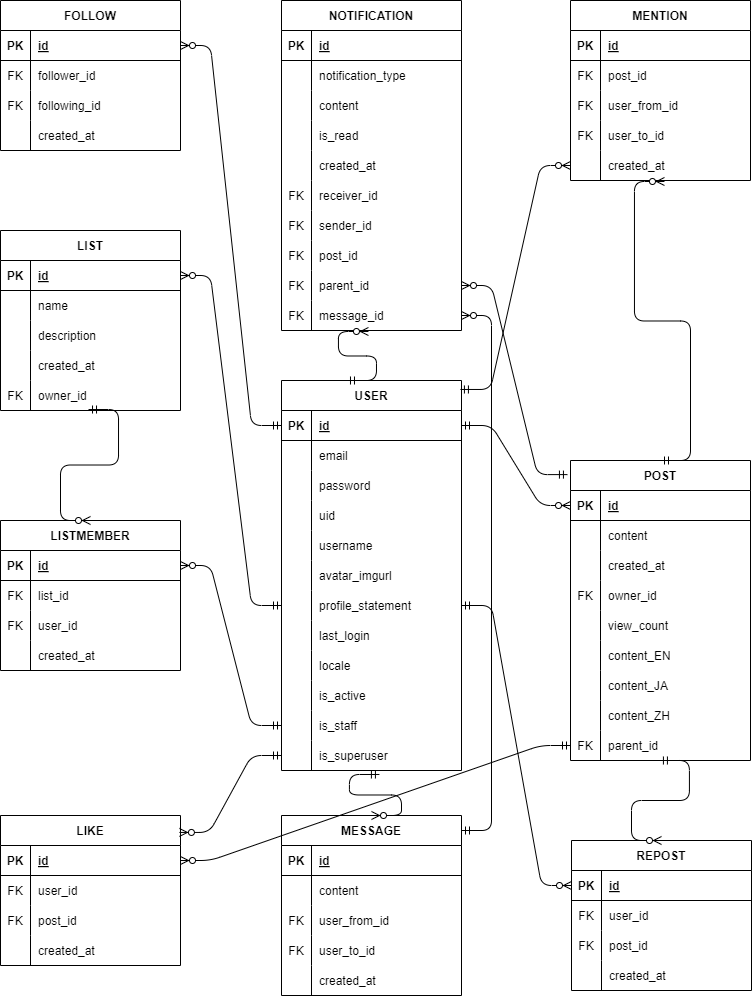 FOLLOW
PK id
FK follower_id
FK following_id
created_at
NOTIFICATION
PK id
notification_type
content
is_read
created_at
FK receiver_id
FK sender_id
FK post_id
FK parent_id
FK message_id
MENTION
PK id
FK post_id
FK user_from_id
FK user_to_id
created_at
LIST
PK id
name
description
created_at
FK owner_id
USER
PK id
email
password
uid
username
avatar_imgurl
profile_statement
last_login
locale
is_active
is_staff
is_superuser
POST
PK id
content
created_at
FK owner_id
view_count
content_EN
content_JA
content_ZH
FK parent_id
LISTMEMBER
PK id
FK list_id
FK user_id
created_at
LIKE
PK id
FK user_id
FK post_id
created_at
MESSAGE
PK id
content
FK user_from_id
FK user_to_id
created_at
REPOST
PK id
FK user_id
FK post_id
created_at